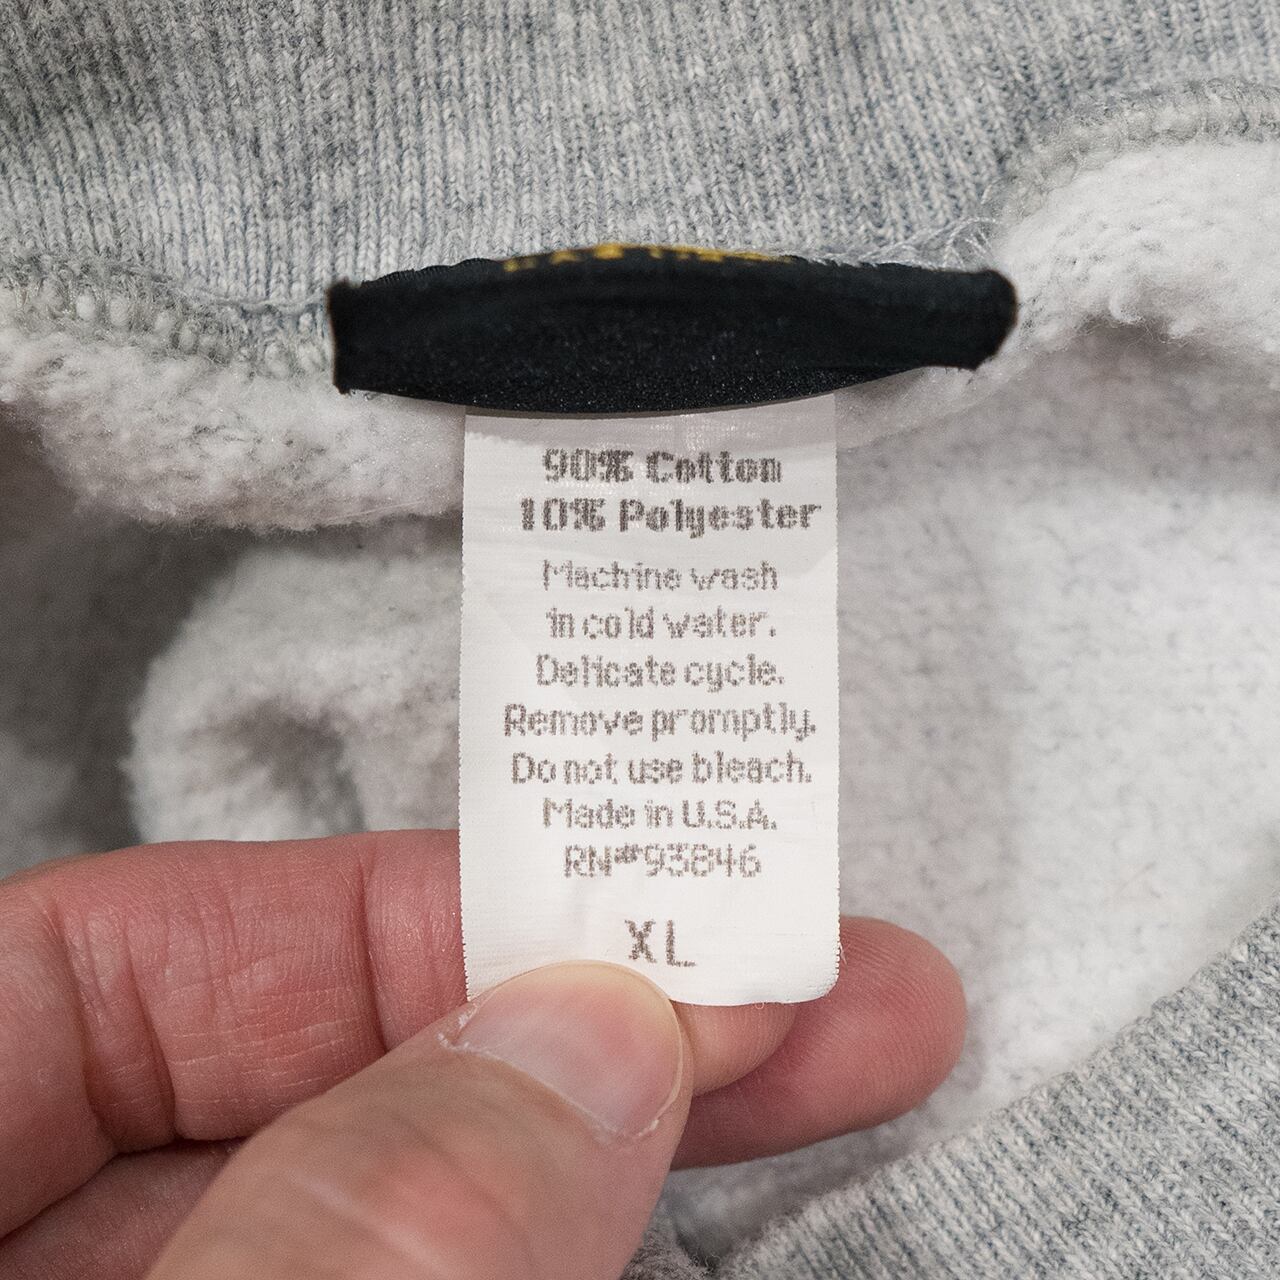 90% Cotton
10% Polyester
Machine wash
in cold water.
Delicate cycle.
Remove promptly.
Do not use bleach.
Made in U.S.A.
RN#93846
XL